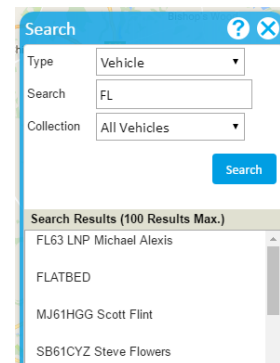 Search ?
Type Vehicle
Search FL
Collection All Vehicles
Search
Search Results (100 Results Max.)
FL63 LNP Michael Alexis
FLATBED
MJ61HGG Scott Flint
SB61CYZ Steve Flowers